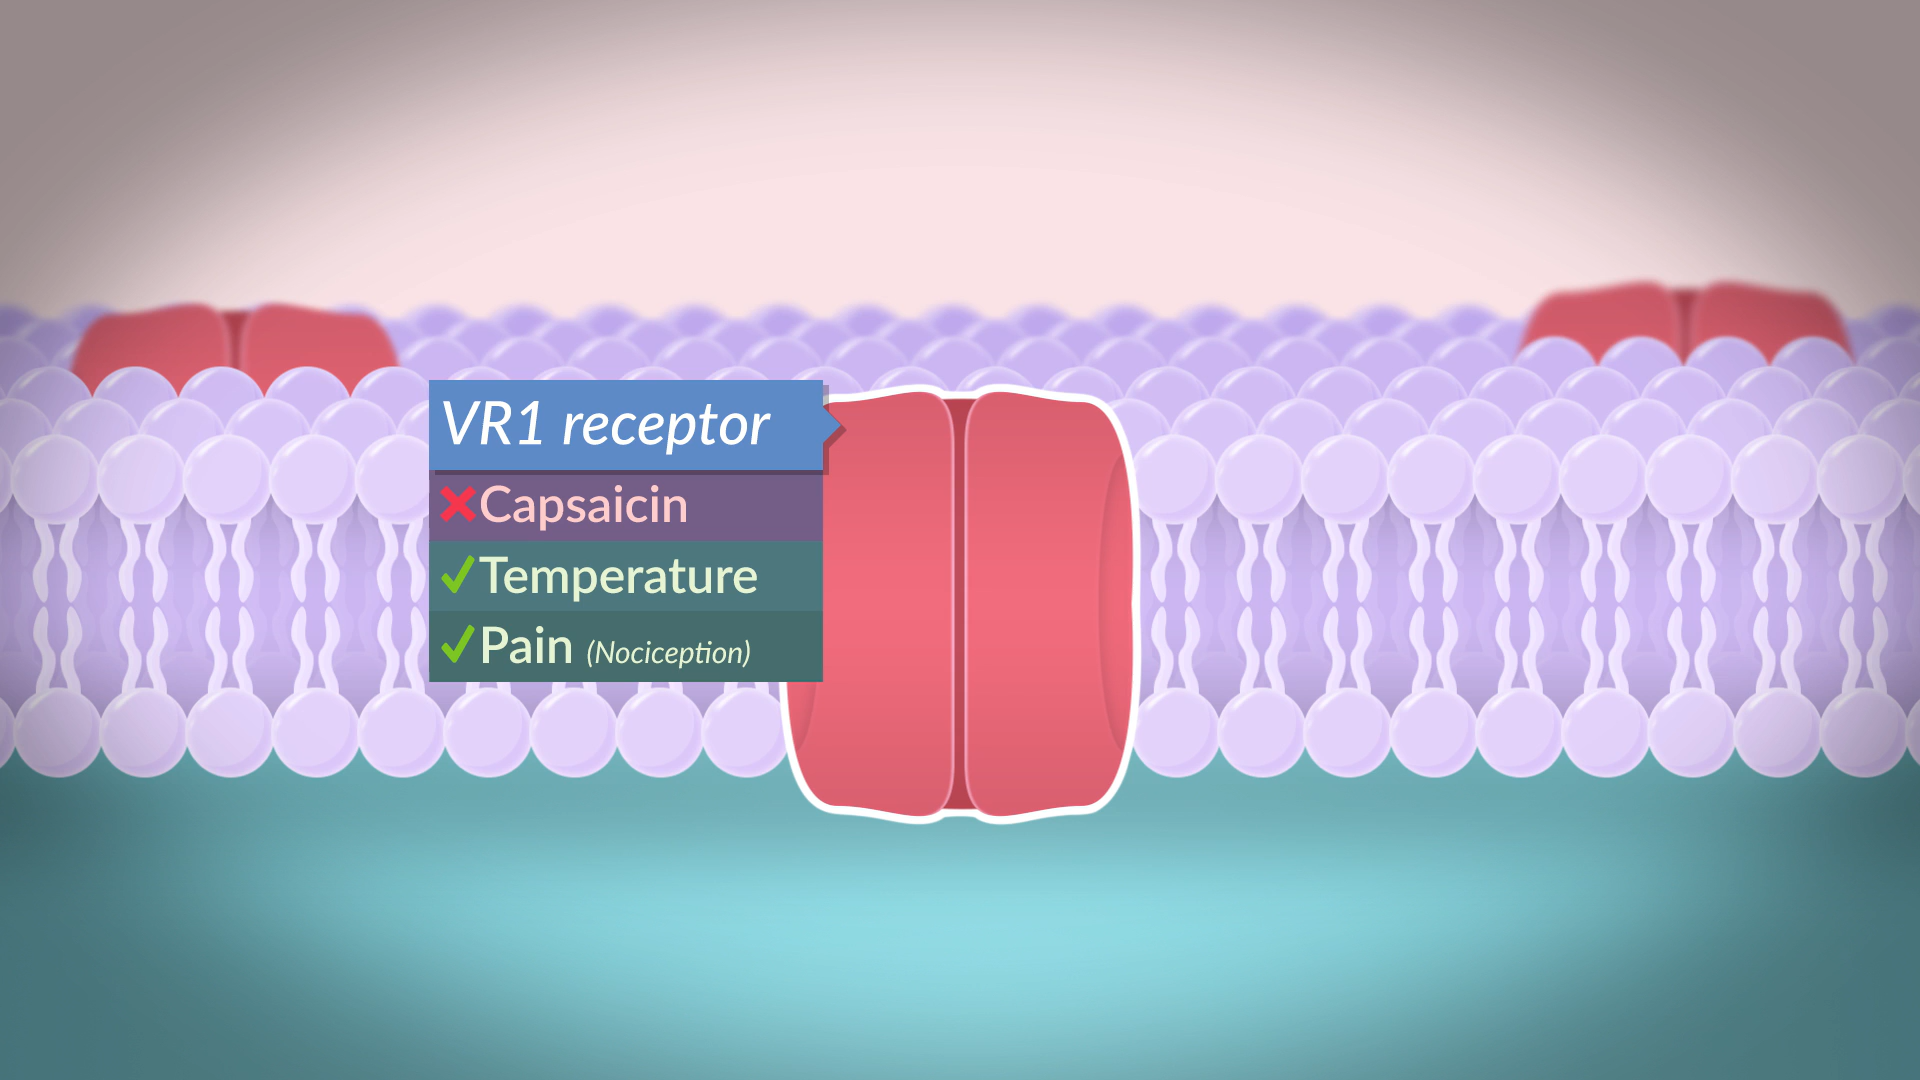 VR1 receptor
Capsaicin
Temperature
Pain (Nociception)